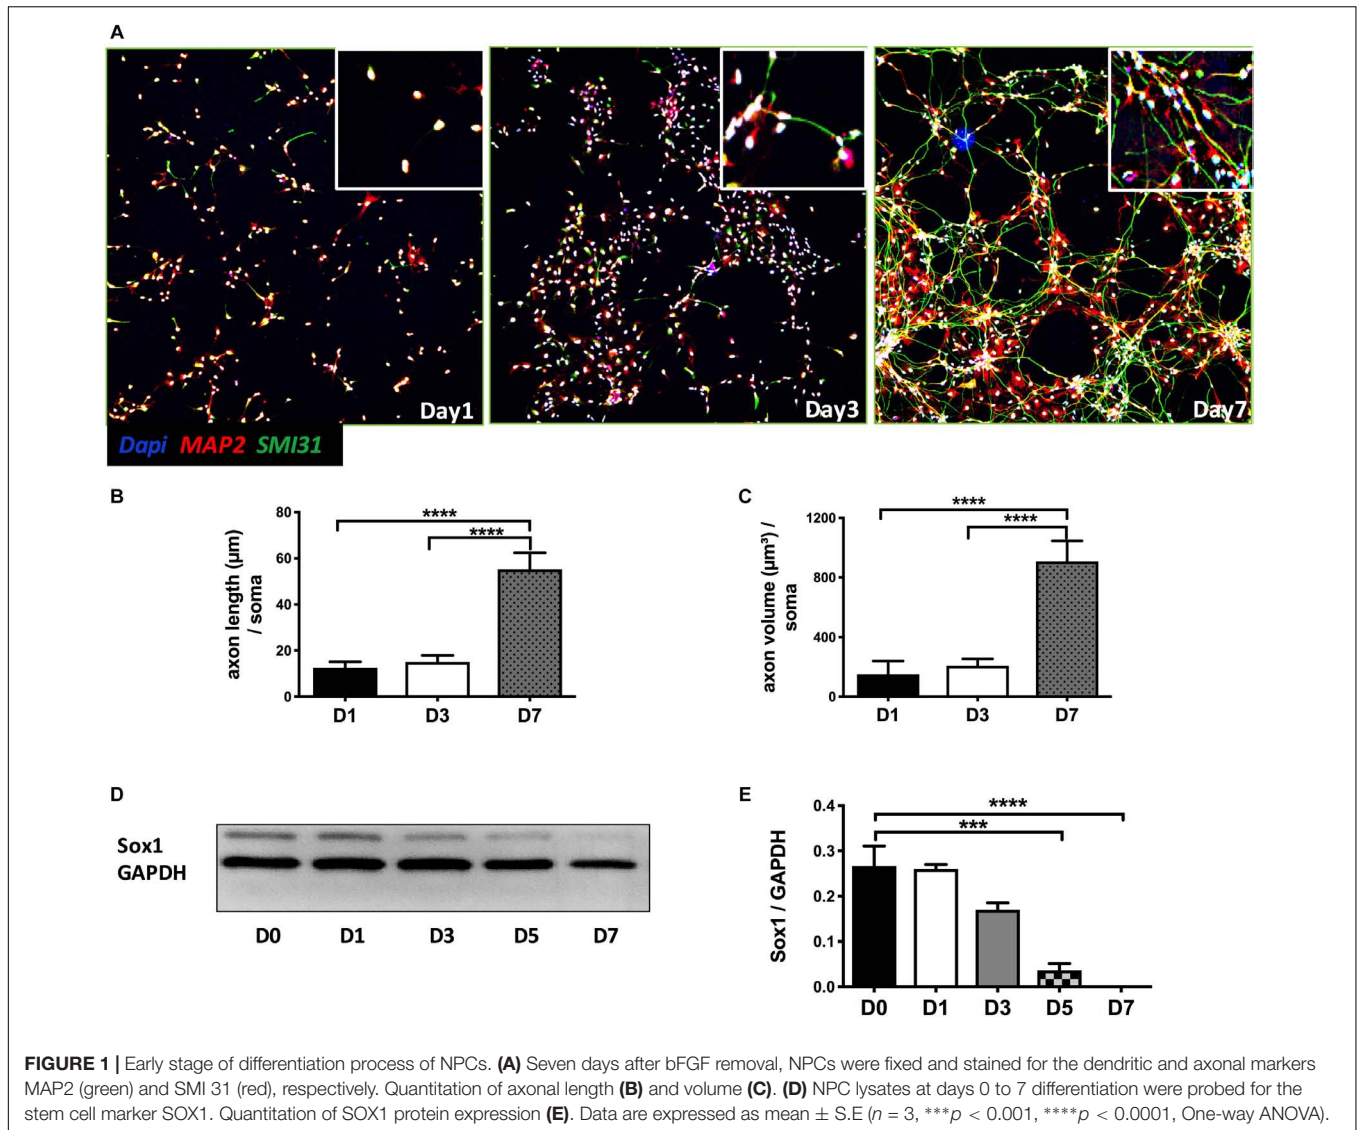 A
Day1
Day3
Day7
Dapi MAP2 SMI31
B
axon length (µm)
/ soma
80
60
40
20
0
****
****
D1 D3 D7
C
axon volume (µm³) /
soma
1200
800
400
0
****
****
D1 D3 D7
D
Sox1
GAPDH
D0 D1 D3 D5 D7
E
Sox1 / GAPDH
0.4
0.3
0.2
0.1
0.0
****
***
D0 D1 D3 D5 D7
FIGURE 1 | Early stage of differentiation process of NPCs. (A) Seven days after bFGF removal, NPCs were fixed and stained for the dendritic and axonal markers
MAP2 (green) and SMI 31 (red), respectively. Quantitation of axonal length (B) and volume (C). (D) NPC lysates at days 0 to 7 differentiation were probed for the
stem cell marker SOX1. Quantitation of SOX1 protein expression (E). Data are expressed as mean ± S.E (n = 3, ***p < 0.001, ****p < 0.0001, One-way ANOVA).